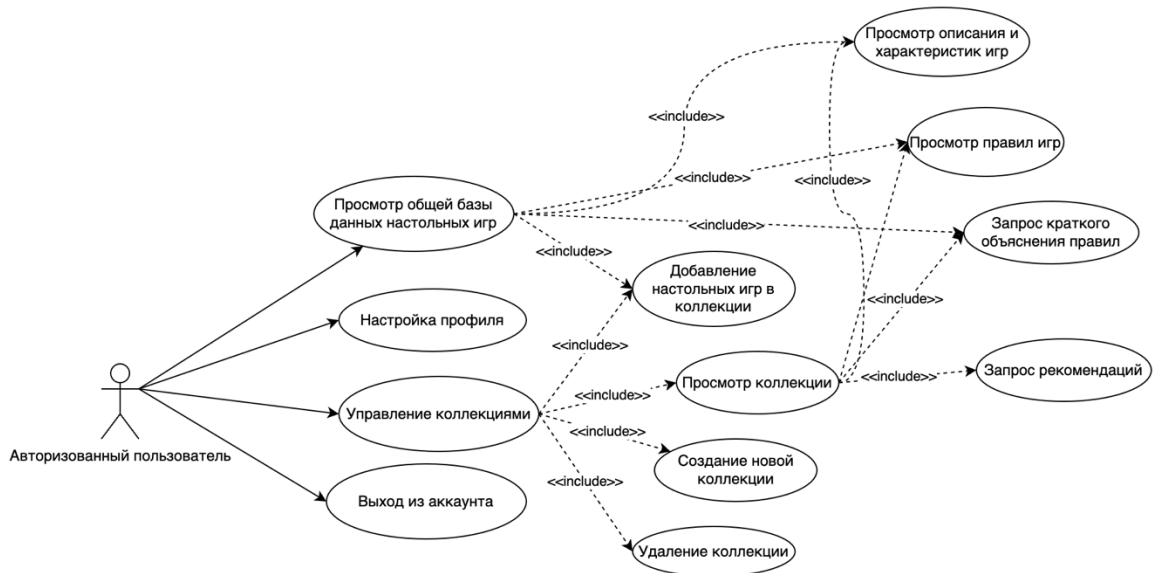 Просмотр описания и
характеристик игр
<<include>>
Просмотр правил игр
<<include>>
<<include>>
Просмотр общей базы
данных настольных игр
<<include>>
Запрос краткого
объяснения правил
<<include>>
Добавление
настольных игр в
коллекции
<<include>>
Настройка профиля
<<include>>
Просмотр коллекции
<<include>>
Запрос рекомендаций
<<include>>
Управление коллекциями
<<include>>
Авторизованный пользователь
Создание новой
коллекции
<<include>>
Выход из аккаунта
Удаление коллекции